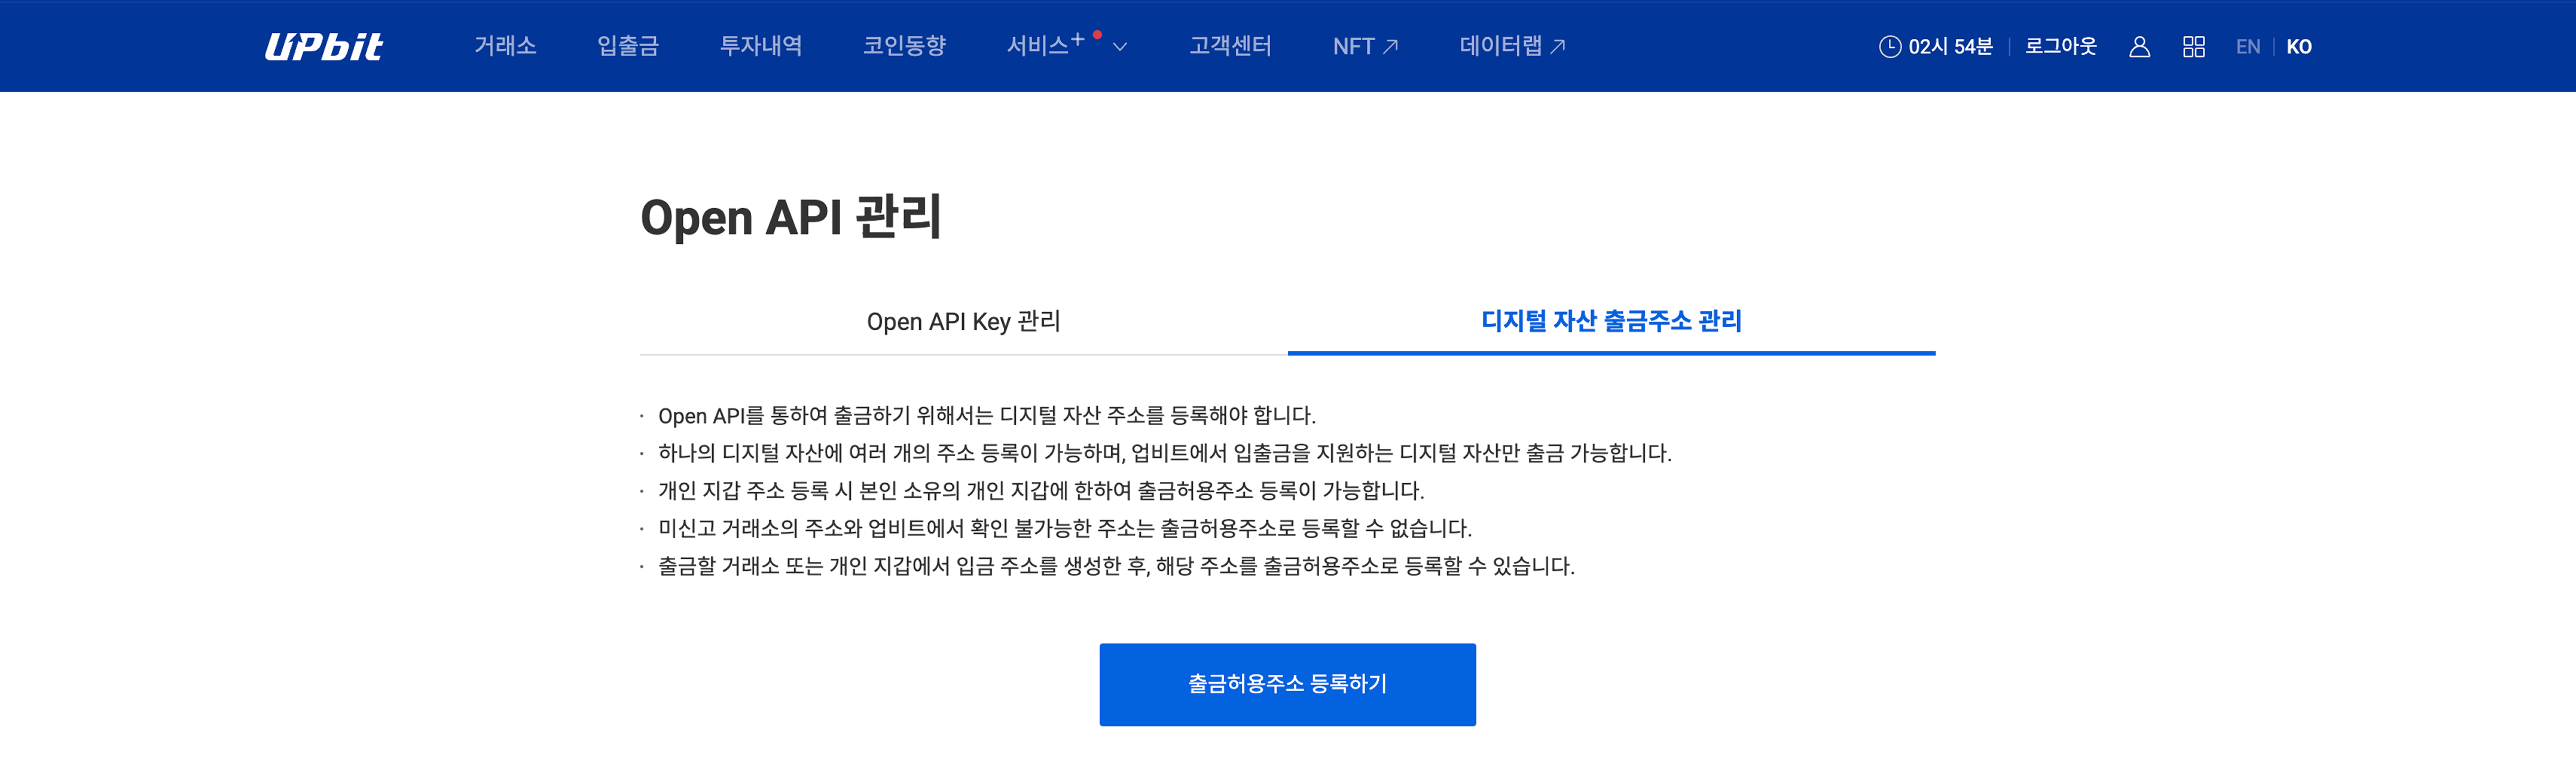 UPbit 거래소 입출금 투자내역 코인동향 서비스+ 고객센터 NFT 데이터랩 02시 54분 로그아웃 EN KO
Open API 관리
Open API Key 관리 디지털 자산 출금주소 관리
· Open API를 통하여 출금하기 위해서는 디지털 자산 주소를 등록해야 합니다.
· 하나의 디지털 자산에 여러 개의 주소 등록이 가능하며, 업비트에서 입출금을 지원하는 디지털 자산만 출금 가능합니다.
· 개인 지갑 주소 등록 시 본인 소유의 개인 지갑에 한하여 출금허용주소 등록이 가능합니다.
· 미신고 거래소의 주소와 업비트에서 확인 불가능한 주소는 출금허용주소로 등록할 수 없습니다.
· 출금할 거래소 또는 개인 지갑에서 입금 주소를 생성한 후, 해당 주소를 출금허용주소로 등록할 수 있습니다.
출금허용주소 등록하기